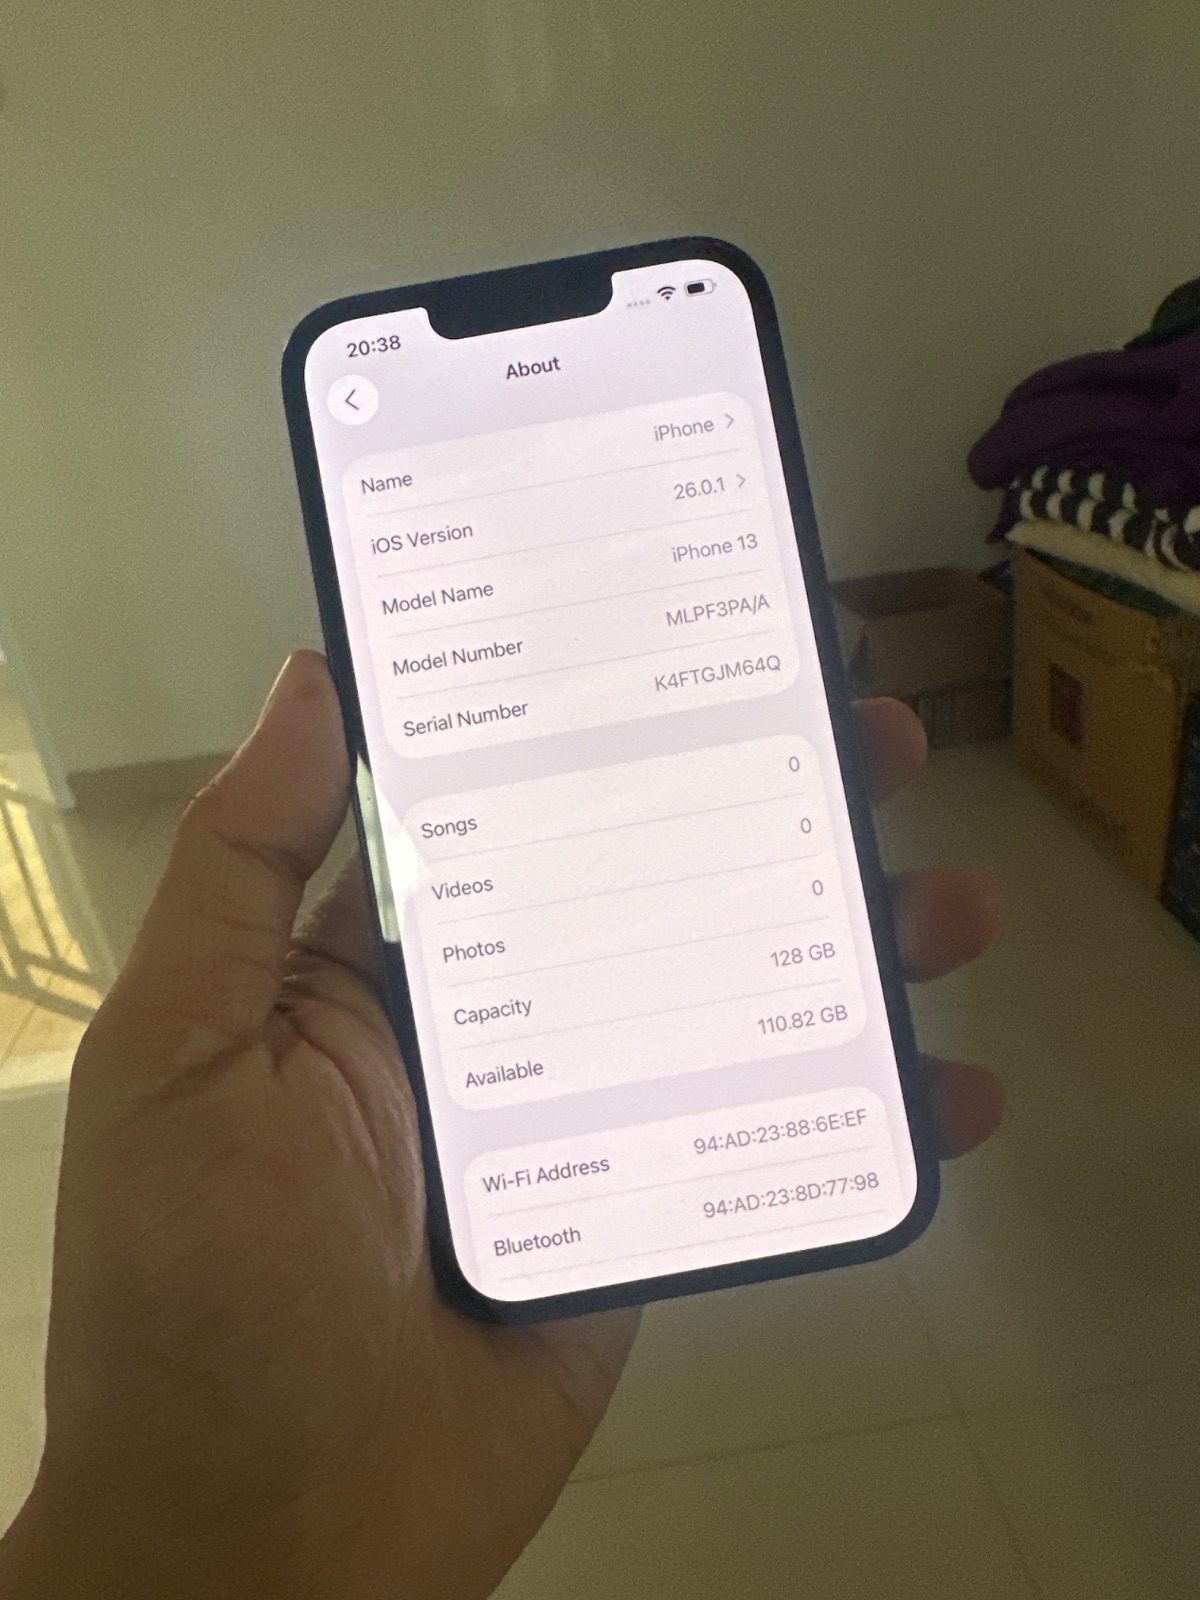 20:38
About
Name iPhone
iOS Version 26.0.1
Model Name iPhone 13
Model Number MLPF3PA/A
Serial Number K4FTGJM64Q
Songs 0
Videos 0
Photos 0
Capacity 128 GB
Available 110.82 GB
Wi-Fi Address 94:AD:23:88:6E:EF
Bluetooth 94:AD:23:8D:77:98